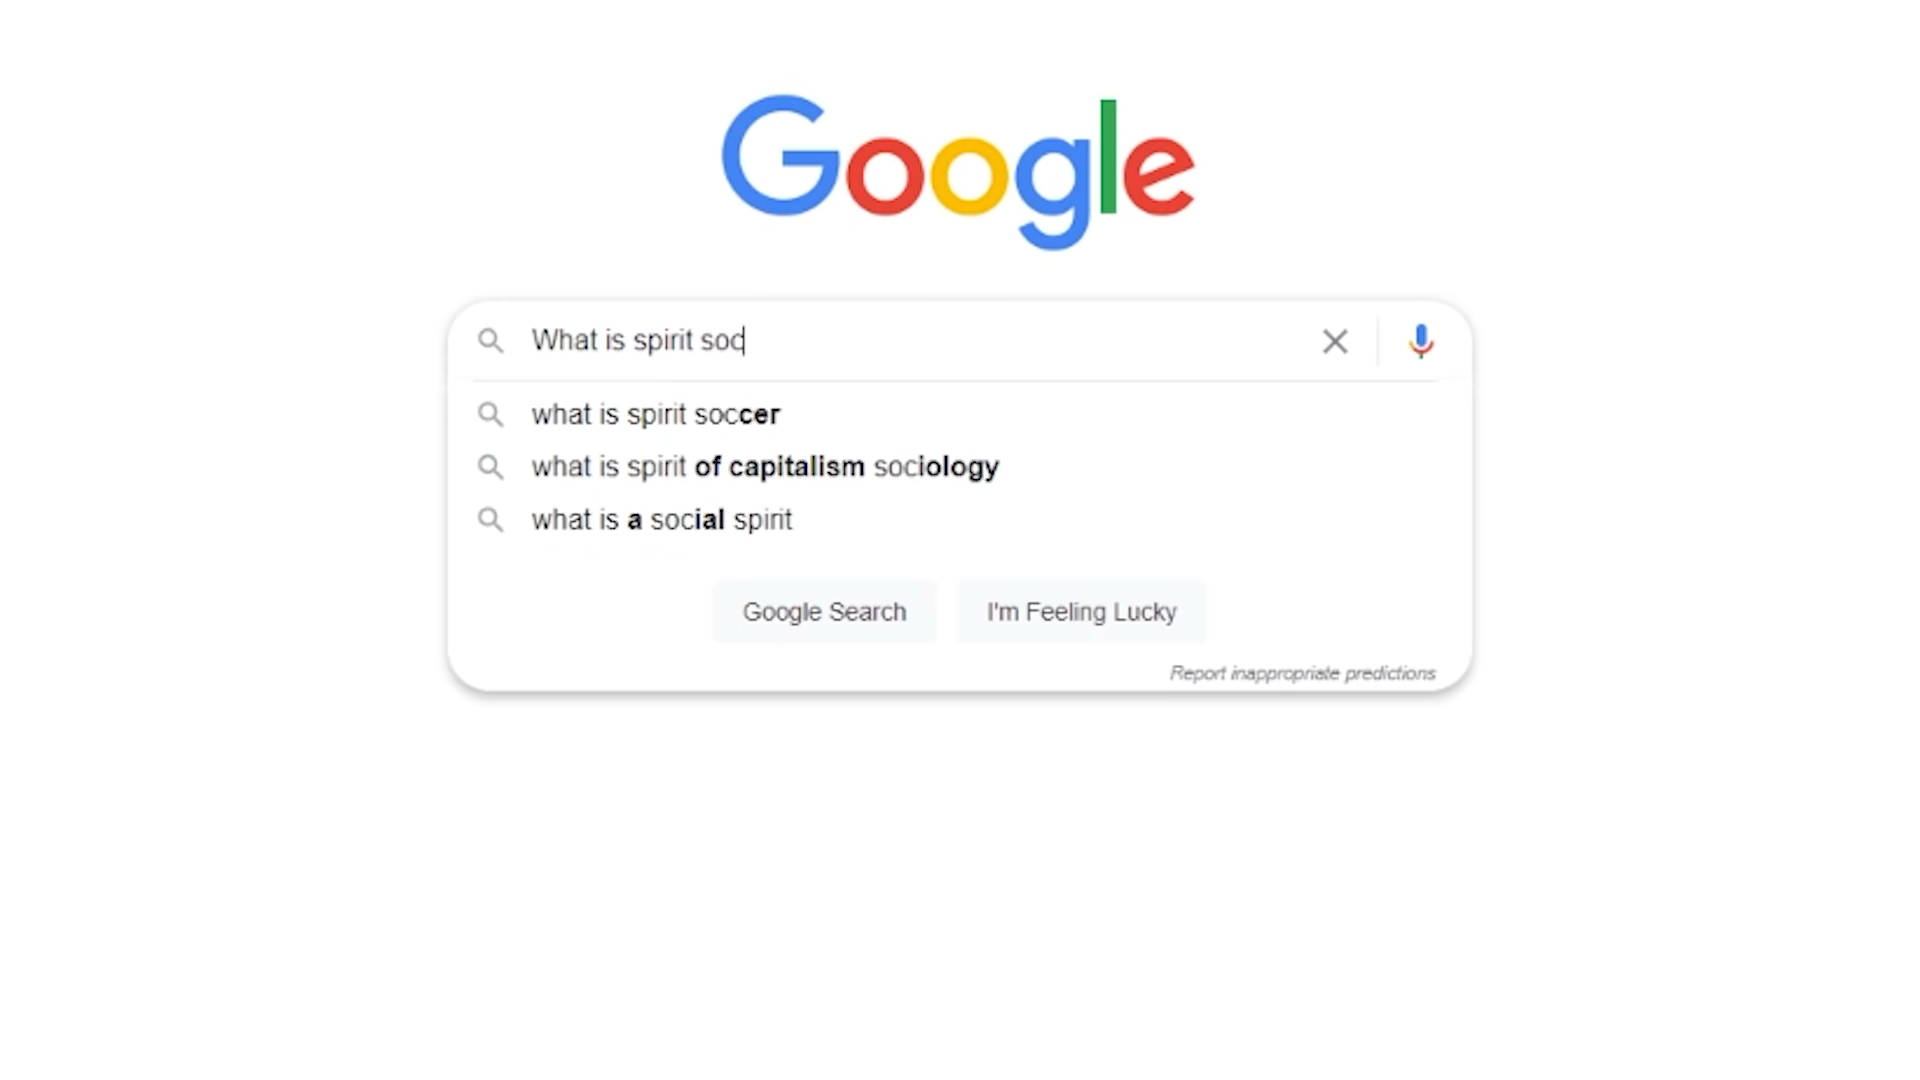 Google
What is spirit soc
what is spirit soccer
what is spirit of capitalism sociology
what is a social spirit
Google Search
I'm Feeling Lucky
Report inappropriate predictions